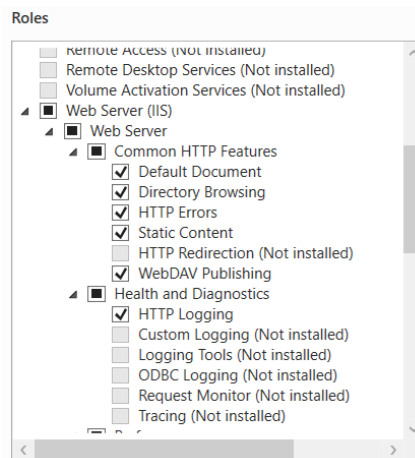 Roles
Remote Access (Not installed)
Remote Desktop Services (Not installed)
Volume Activation Services (Not installed)
Web Server (IIS)
Web Server
Common HTTP Features
Default Document
Directory Browsing
HTTP Errors
Static Content
HTTP Redirection (Not installed)
WebDAV Publishing
Health and Diagnostics
HTTP Logging
Custom Logging (Not installed)
Logging Tools (Not installed)
ODBC Logging (Not installed)
Request Monitor (Not installed)
Tracing (Not installed)